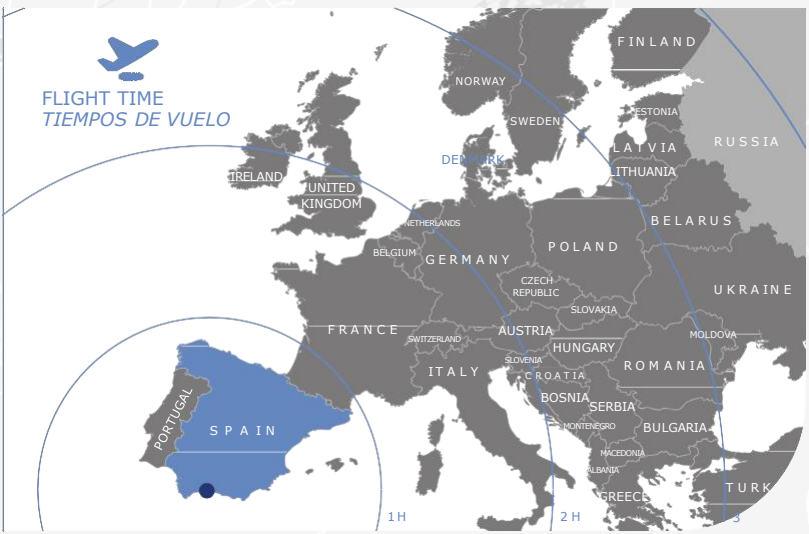 FLIGHT TIME
TIEMPOS DE VUELO
FINLAND
NORWAY
ESTONIA
SWEDEN
RUSSIA
LATVIA
DENMARK
LITHUANIA
IRELAND
UNITED
KINGDOM
NETHERLANDS
BELARUS
POLAND
BELGIUM
GERMANY
CZECH
REPUBLIC
UKRAINE
SLOVAKIA
FRANCE
AUSTRIA
MOLDOVA
SWITZERLAND
HUNGARY
SLOVENIA
ROMANIA
ITALY
CROATIA
BOSNIA
SERBIA
PORTUGAL
SPAIN
MONTENEGRO
BULGARIA
MACEDONIA
ALBANIA
TURK
GREECE
1H
2H
3